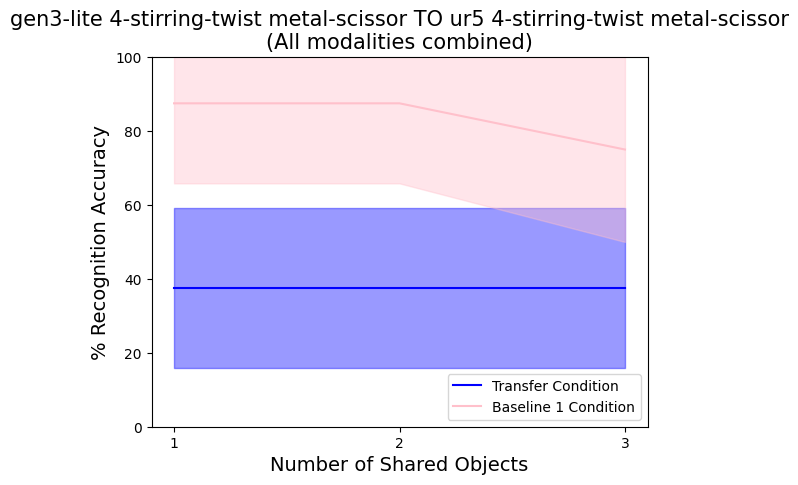 gen3-lite 4-stirring-twist metal-scissor TO ur5 4-stirring-twist metal-scissor
(All modalities combined)
% Recognition Accuracy
100
80
60
40
20
0
Transfer Condition
Baseline 1 Condition
1
2
3
Number of Shared Objects